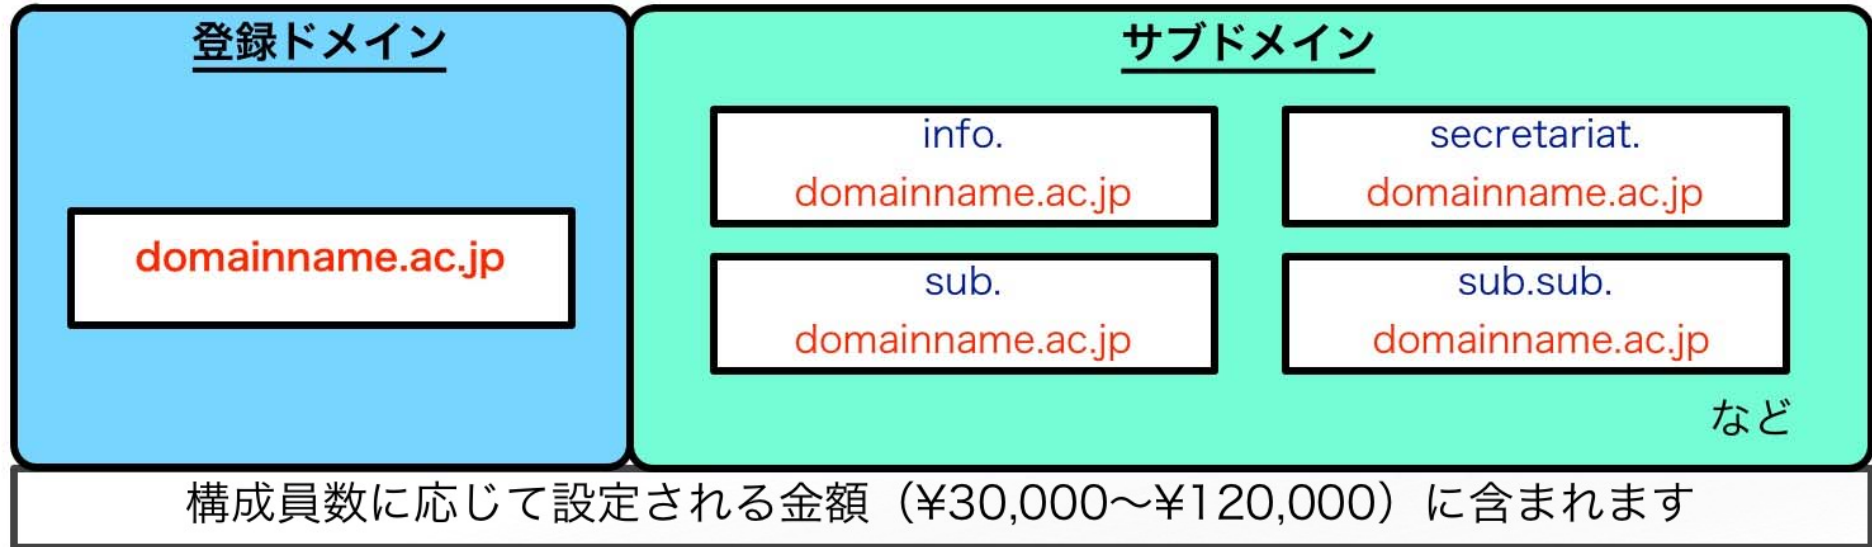 登録ドメイン
domainname.ac.jp
サブドメイン
info.
domainname.ac.jp
secretariat.
domainname.ac.jp
sub.
domainname.ac.jp
sub.sub.
domainname.ac.jp
など
構成員数に応じて設定される金額（¥30,000〜¥120,000）に含まれます